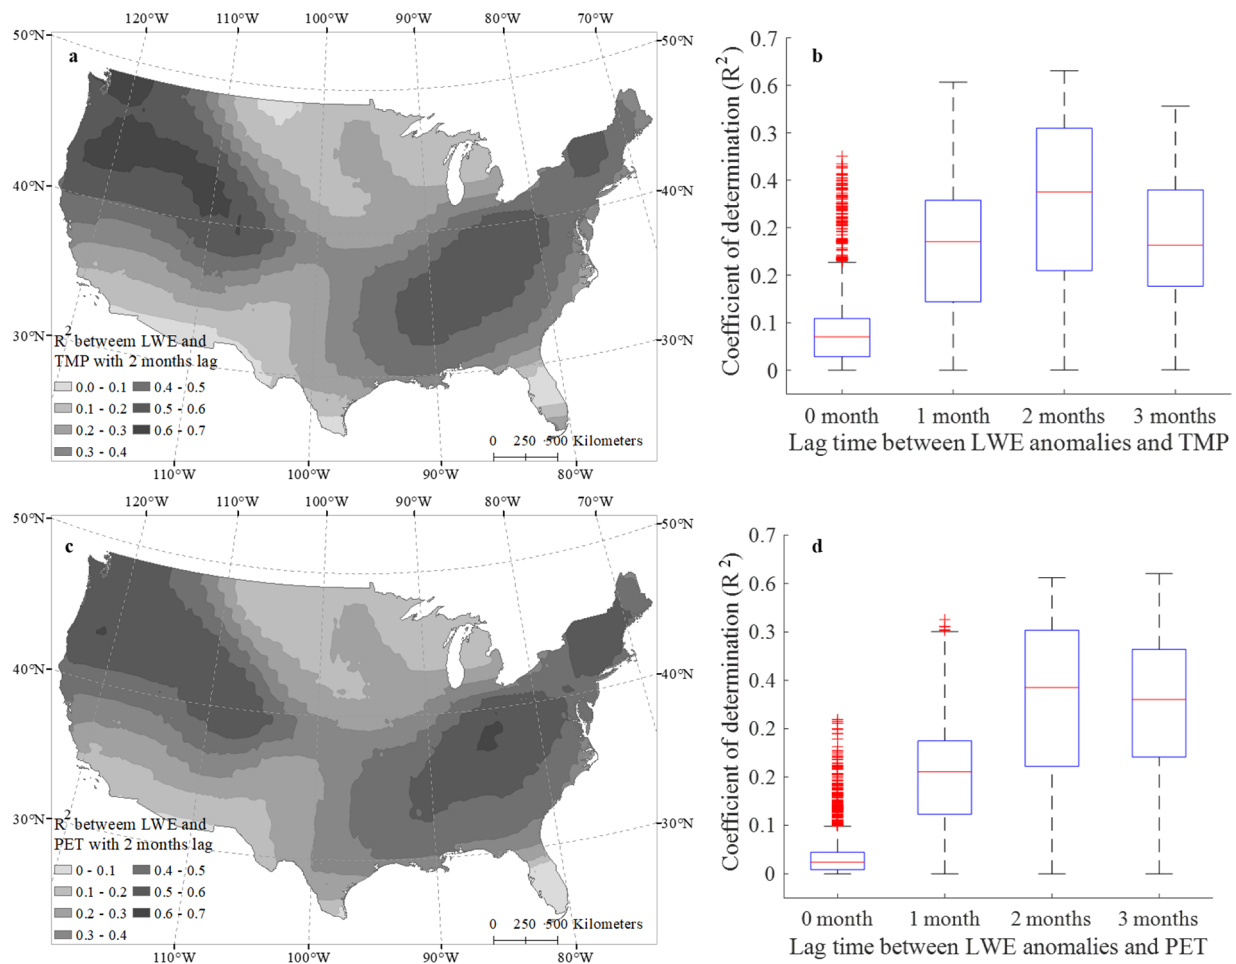 120°W 110°W 100°W 90°W 80°W 70°W
50°N
50°N
a
40°N
40°N
30°N
30°N
R2 betweem LWE and
TMP with 2 months lag
0.0 - 0.1 0.4 - 0.5
0.1 - 0.2 0.5 - 0.6
0.2 - 0.3 0.6 - 0.7
0.3 - 0.4
0 250 500 Kilometers
110°W 100°W 90°W 80°W
b
Coefficient of determination (R2)
0.7
0.6
0.3
0.4
0.2
0.2
0.1
0
0 month 1 month 2 months 3 months
Lag time between LWE anomalies and TMP
120°W 110°W 100°W 90°W 80°W 70°W
50°N
50°N
c
40°N
40°N
30°N
30°N
R2 betweem LWE and
PET with 2 months lag
0 - 0.1 0.4 - 0.5
0.1 - 0.2 0.5 - 0.6
0.2 - 0.3 0.6 - 0.7
0.3 - 0.4
0 250 500 Kilometers
110°W 100°W 90°W 80°W
d
Coefficient of determination (R2)
0.7
0.6
0.3
0.4
0.2
0.2
0.1
0
0 month 1 month 2 months 3 months
Lag time between LWE anomalies and PET